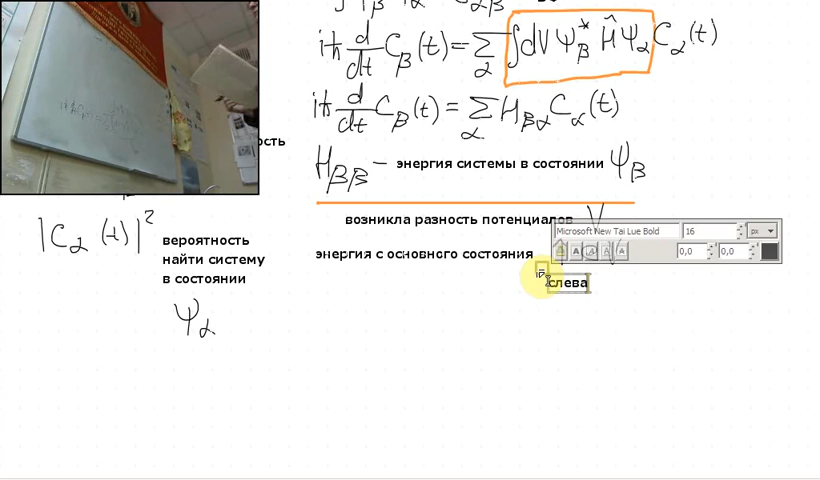 iħ d/dt C_β(t) = Σ_α ∫dV Ψ_β* Ĥ Ψ_α C_α(t)
iħ d/dt C_β(t) = Σ_α H_βα C_α(t)
ость
H_ββ – энергия системы в состоянии Ψ_β
возникла разность потенциалов V
|C_α (t)|²
вероятность
найти систему
в состоянии
Ψ_α
энергия с основного состояния
слева
Microsoft New Tai Lue Bold 16 px
A A A A A 0,0 0,0